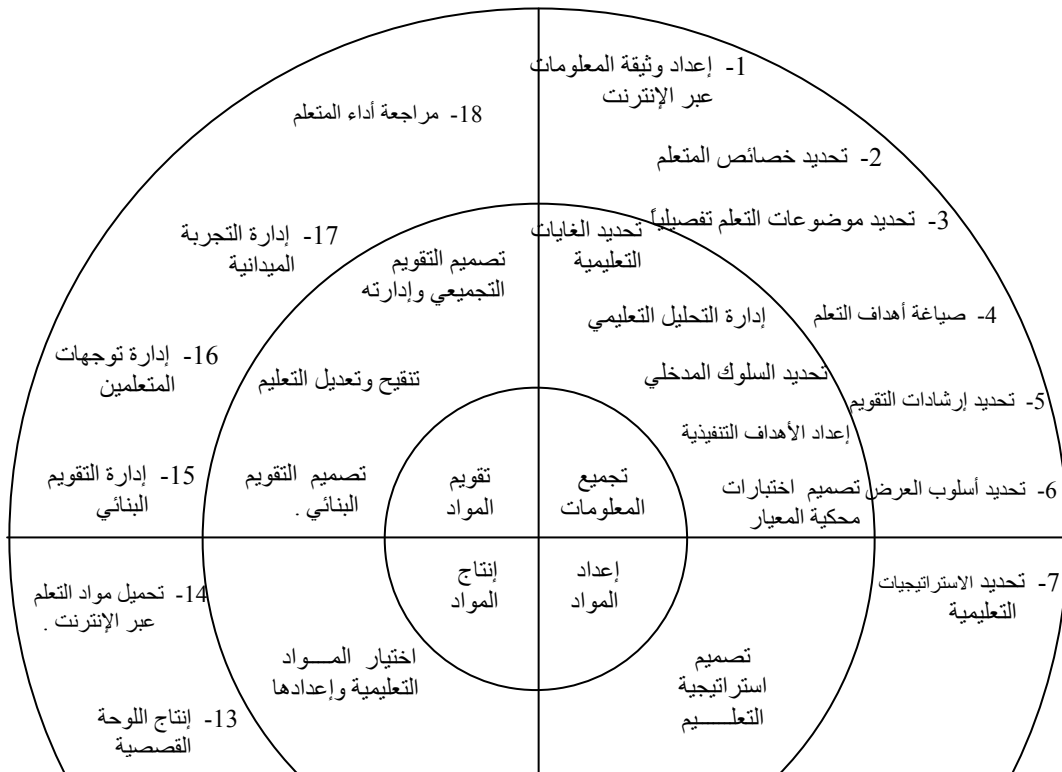 1- إعداد وثيقة المعلومات
عبر الإنترنت
2- تحديد خصائص المتعلم
3- تحديد موضوعات التعلم تفصيلياً
4- صياغة أهداف التعلم
5- تحديد إرشادات التقويم
6- تحديد أسلوب العرض
7- تحديد الاستراتيجيات
التعليمية
13- إنتاج اللوحة
القصصية
14- تحميل مواد التعلم
عبر الإنترنت .
15- إدارة التقويم
البنائي
16- إدارة توجهات
المتعلمين
17- إدارة التجربة
الميدانية
18- مراجعة أداء المتعلم
تحديد الغايات
التعليمية
إدارة التحليل التعليمي
تحديد السلوك المدخلي
إعداد الأهداف التنفيذية
تصميم اختبارات
محكية المعيار
تصميم
استراتيجية
التعلـــــيم
اختيار المـــواد
التعليمية وإعدادها
تصميم التقويم
البنائي .
تنقيح وتعديل التعليم
تصميم التقويم
التجميعي وإدارته
تجميع
المعلومات
إعداد
المواد
إنتاج
المواد
تقويم
المواد